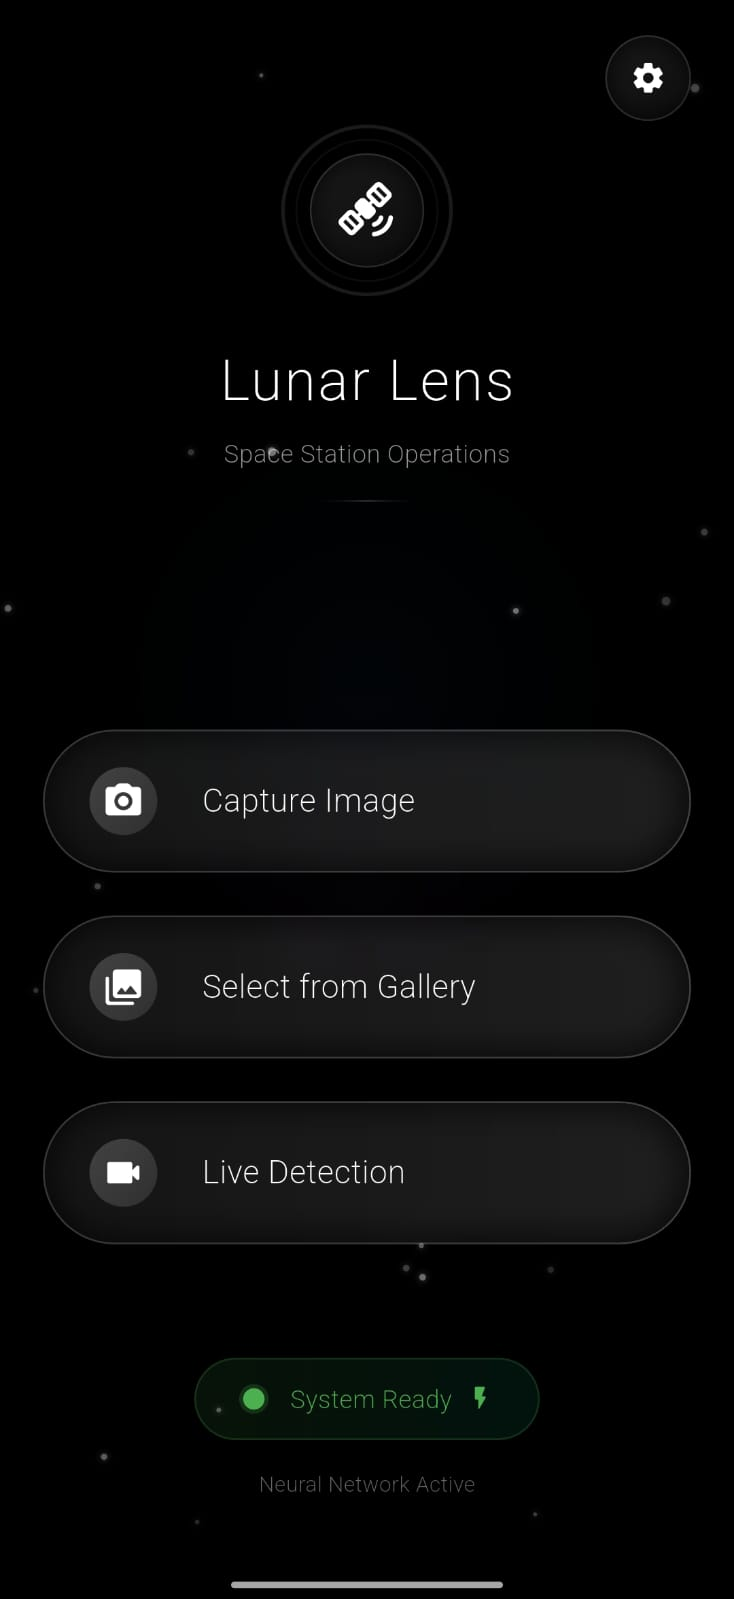 Lunar Lens
Space Station Operations
Capture Image
Select from Gallery
Live Detection
System Ready
Neural Network Active